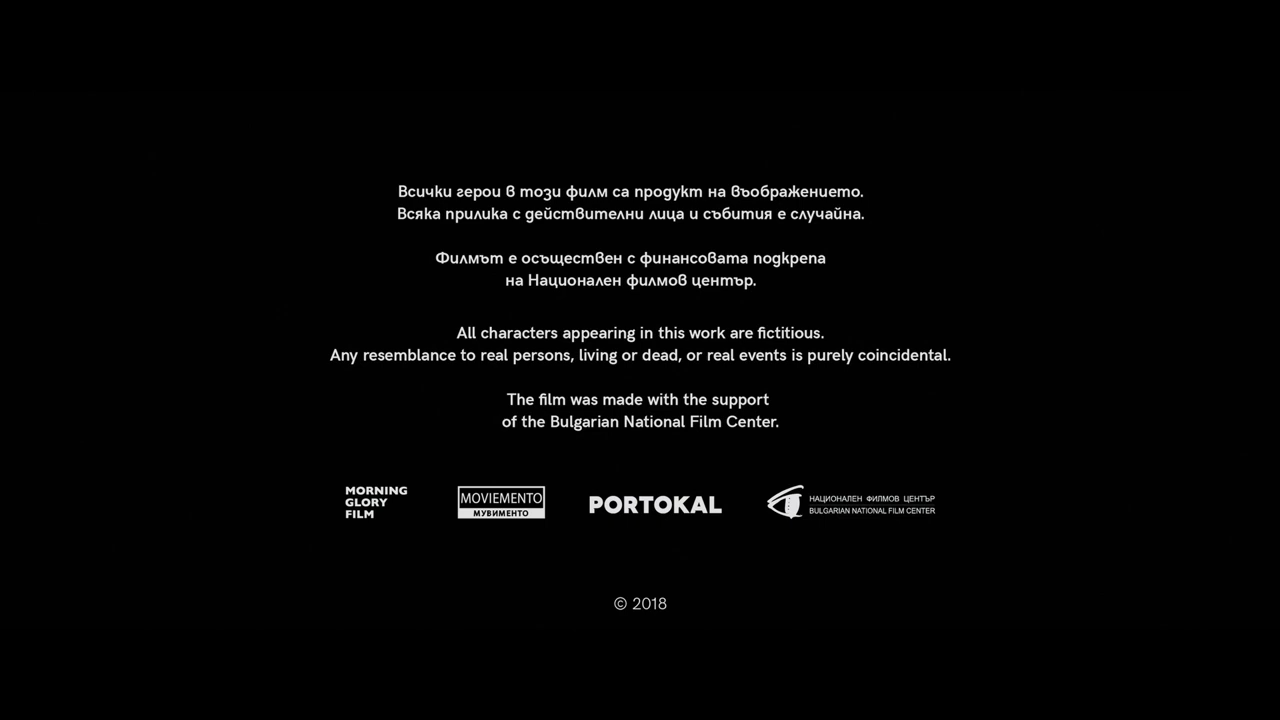 Всички герои в този филм са продукт на въображението.
Всяка прилика с действителни лица и събития е случайна.
Филмът е осъществен с финансовата подкрепа
на Национален филмов център.
All characters appearing in this work are fictitious.
Any resemblance to real persons, living or dead, or real events is purely coincidental.
The film was made with the support
of the Bulgarian National Film Center.
MORNING
GLORY
FILM
MOVIEMENTO
МУВИМЕНТО
PORTOKAL
НАЦИОНАЛЕН ФИЛМОВ ЦЕНТЪР
BULGARIAN NATIONAL FILM CENTER
© 2018